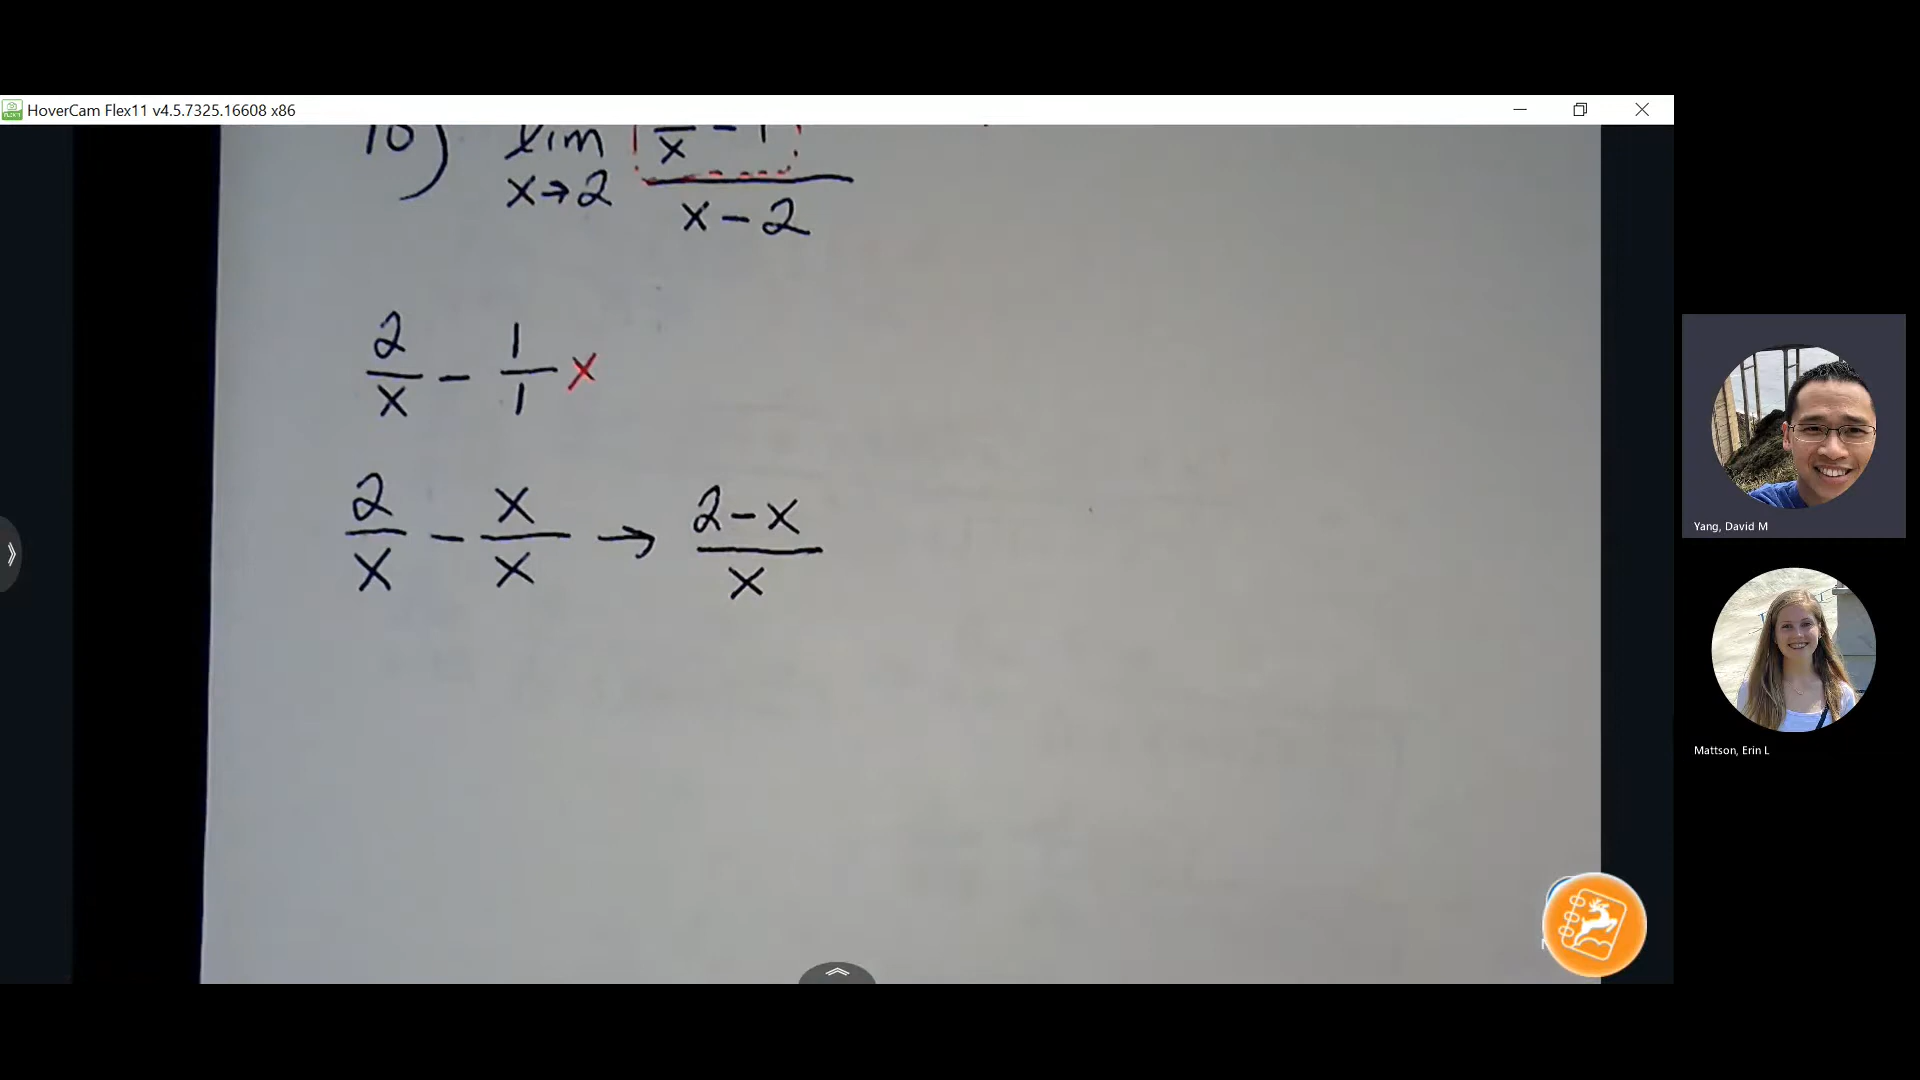 HoverCam Flex11 v4.5.7325.16608 x86
10) lim x→2 (/x - 1)/(x - 2)
2/x - 1/1 x
2/x - x/x → (2 - x)/x
Yang, David M
Mattson, Erin L